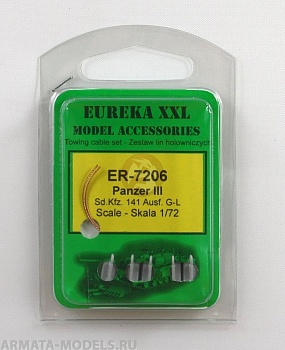 EUREKA XXL
MODEL ACCESSORIES
Towing cable set - Zestaw lin holowniczych
ER-7206
Panzer III
Sd.Kfz. 141 Ausf. G-L
Scale - Skala 1/72
ARMATA-MODELS.RU